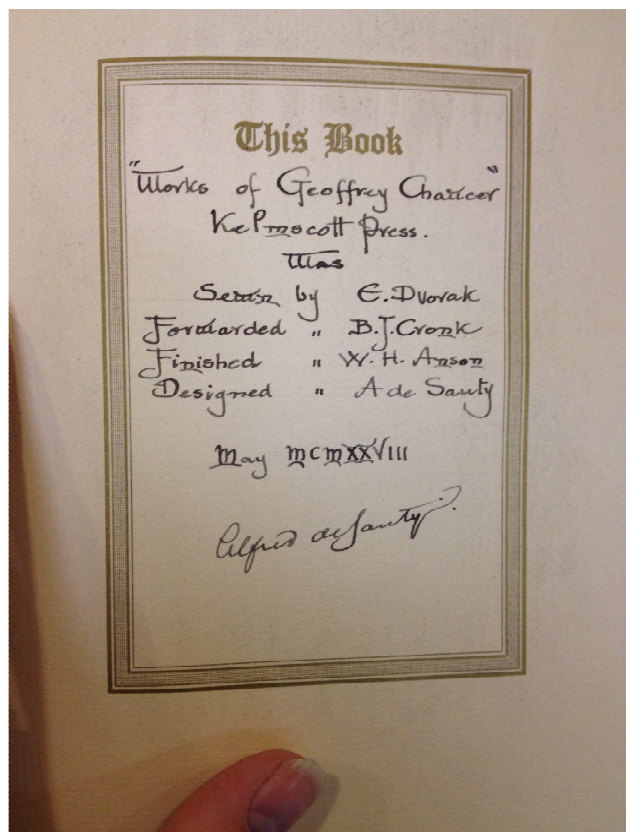 This Book
"Works of Geoffrey Chaucer"
Kelmscott Press.
Was
Sewn by E. Dvorak
Forwarded " B. J. Cronk
Finished " W. H. Anson
Designed " A de Sauty
May MCMXXVIII
Alfred de Sauty.